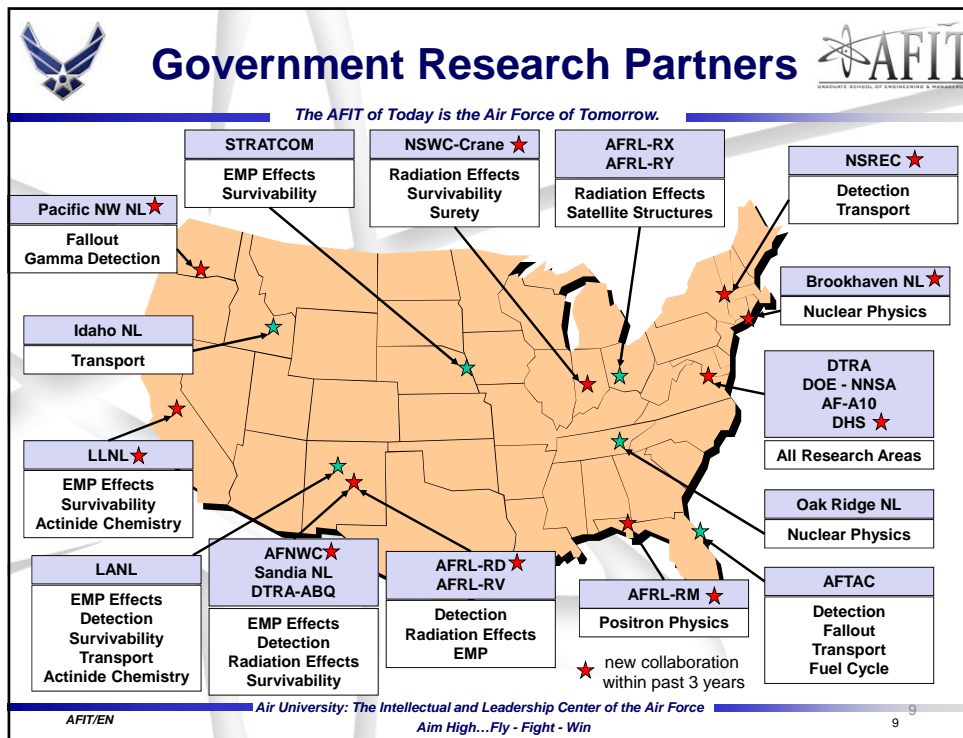 Government Research Partners
AFIT
GRADUATE SCHOOL OF ENGINEERING & MANAGEMENT
The AFIT of Today is the Air Force of Tomorrow.
STRATCOM
EMP Effects
Survivability
NSWC-Crane
Radiation Effects
Survivability
Surety
AFRL-RX
AFRL-RY
Radiation Effects
Satellite Structures
NSREC
Detection
Transport
Pacific NW NL
Fallout
Gamma Detection
Brookhaven NL
Nuclear Physics
Idaho NL
Transport
DTRA
DOE - NNSA
AF-A10
DHS
All Research Areas
LLNL
EMP Effects
Survivability
Actinide Chemistry
Oak Ridge NL
Nuclear Physics
LANL
EMP Effects
Detection
Survivability
Transport
Actinide Chemistry
AFNWC
Sandia NL
DTRA-ABQ
EMP Effects
Detection
Radiation Effects
Survivability
AFRL-RD
AFRL-RV
Detection
Radiation Effects
EMP
AFRL-RM
Positron Physics
AFTAC
Detection
Fallout
Transport
Fuel Cycle
new collaboration
within past 3 years
Air University: The Intellectual and Leadership Center of the Air Force
Aim High...Fly - Fight - Win
AFIT/EN
9
9